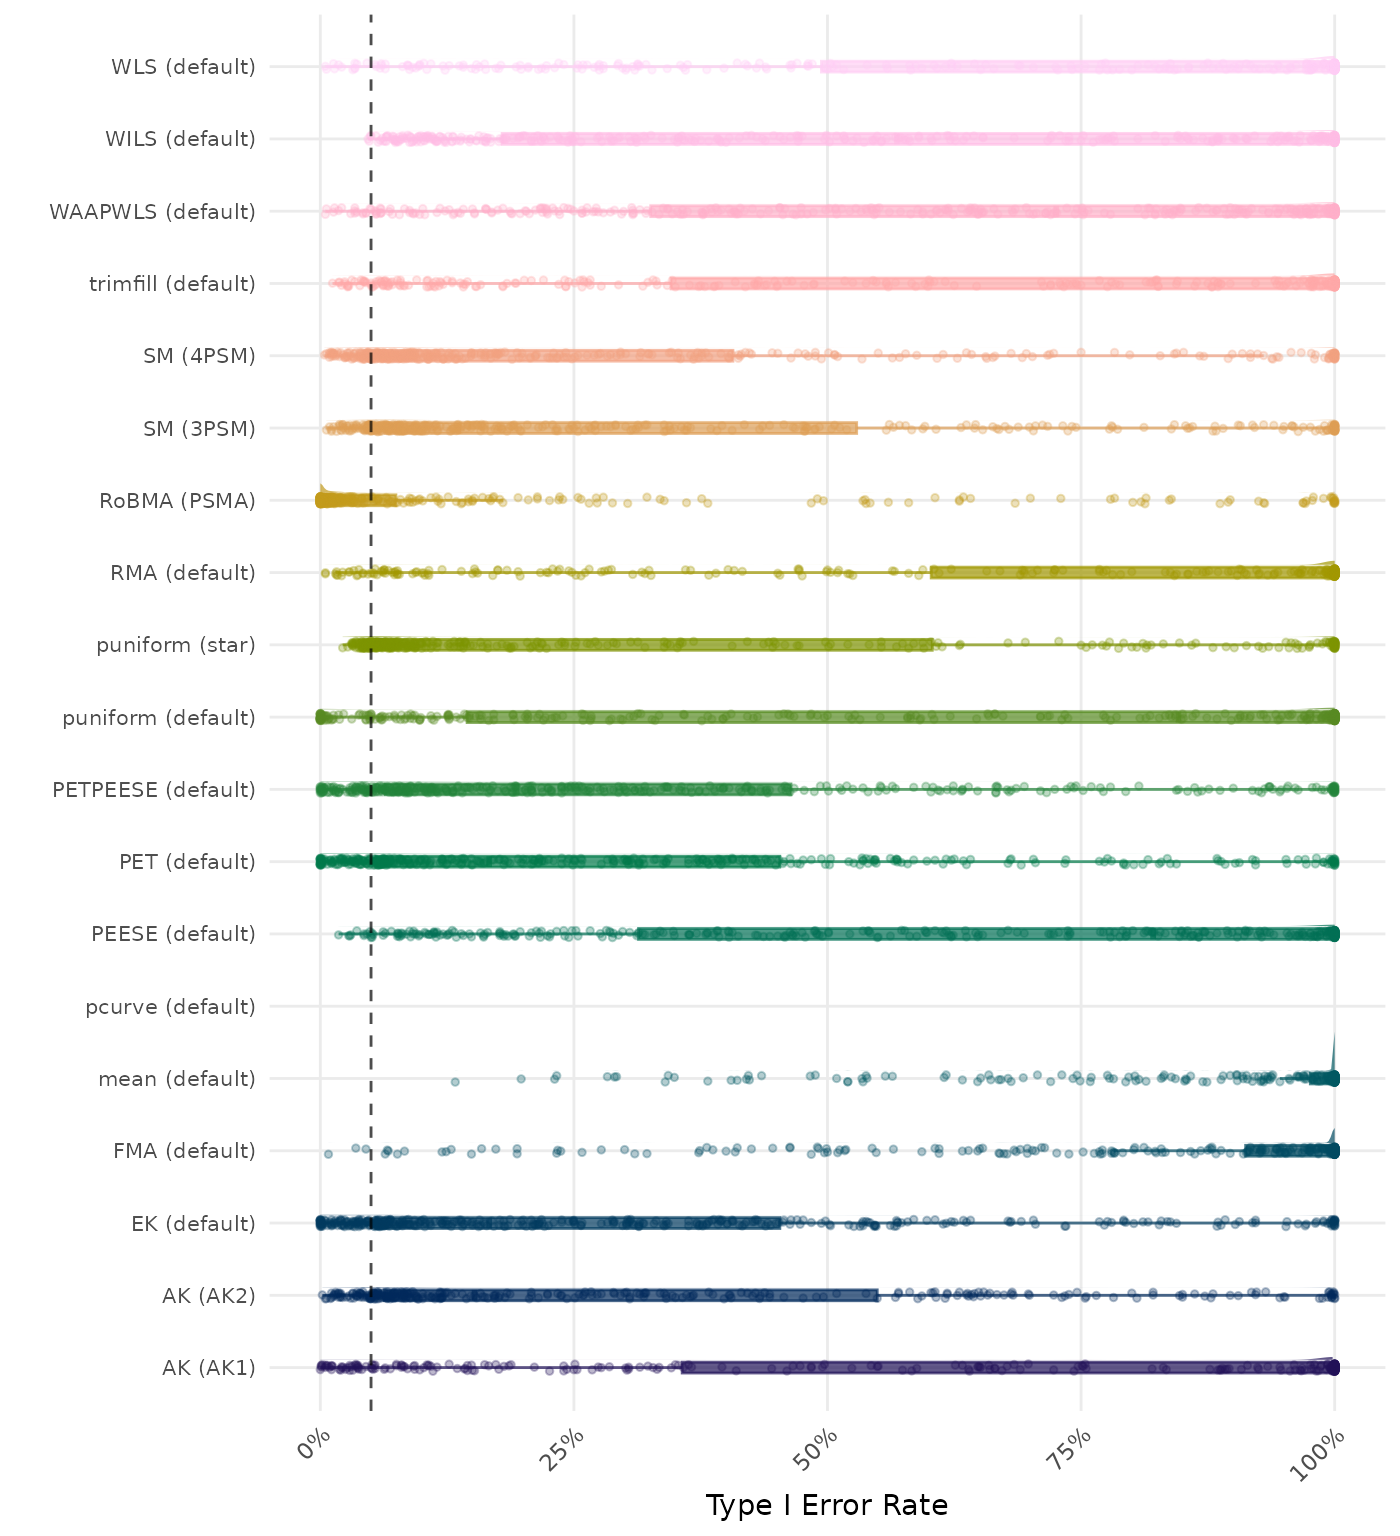 WLS (default)
WILS (default)
WAAPWLS (default)
trimfill (default)
SM (4PSM)
SM (3PSM)
RoBMA (PSMA)
RMA (default)
puniform (star)
puniform (default)
PETPEESE (default)
PET (default)
PEESE (default)
pcurve (default)
mean (default)
FMA (default)
EK (default)
AK (AK2)
AK (AK1)
0% 25% 50% 75% 100%
Type I Error Rate